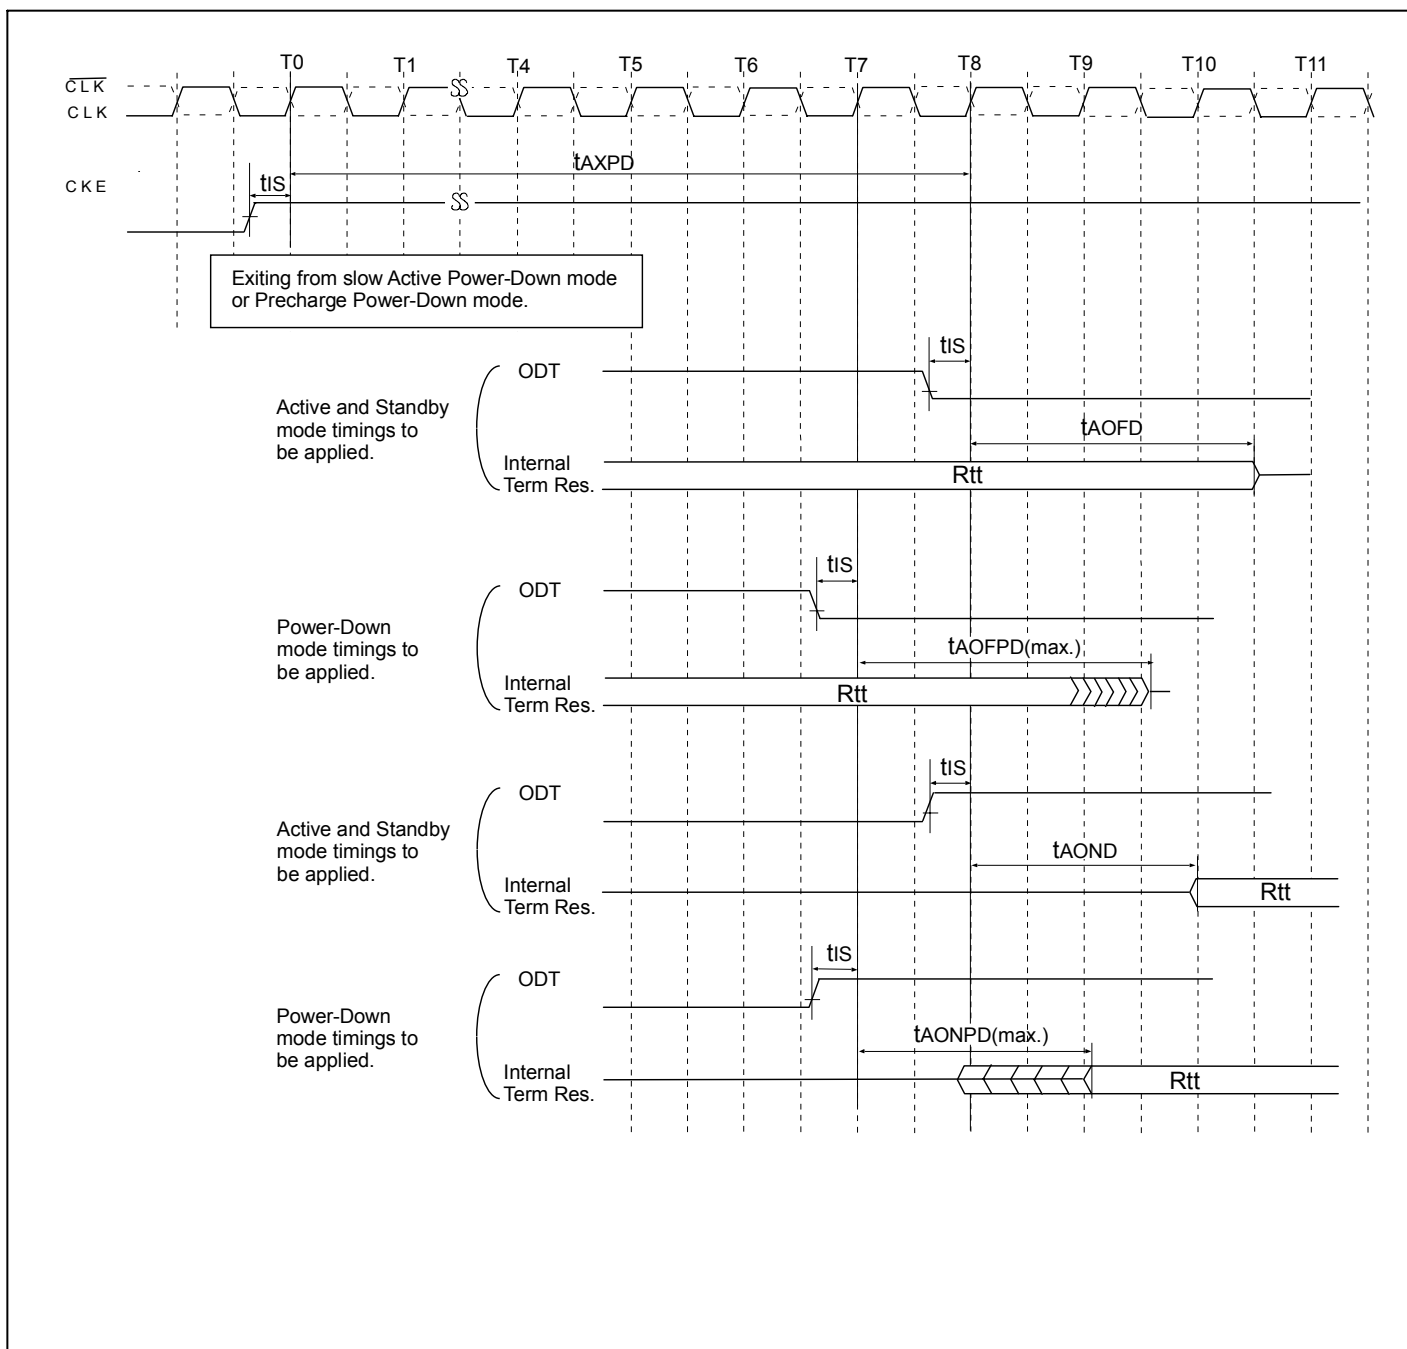 T0 T1 T4 T5 T6 T7 T8 T9 T10 T11
CLK
CLK
tAXPD
CKE
tIS
Exiting from slow Active Power-Down mode
or Precharge Power-Down mode.
tIS
ODT
Active and Standby
mode timings to
be applied.
tAOFD
Internal
Term Res.
Rtt
tIS
ODT
Power-Down
mode timings to
be applied.
tAOFPD(max.)
Internal
Term Res.
Rtt
tIS
ODT
Active and Standby
mode timings to
be applied.
tAOND
Internal
Term Res.
Rtt
tIS
ODT
Power-Down
mode timings to
be applied.
tAONPD(max.)
Internal
Term Res.
Rtt